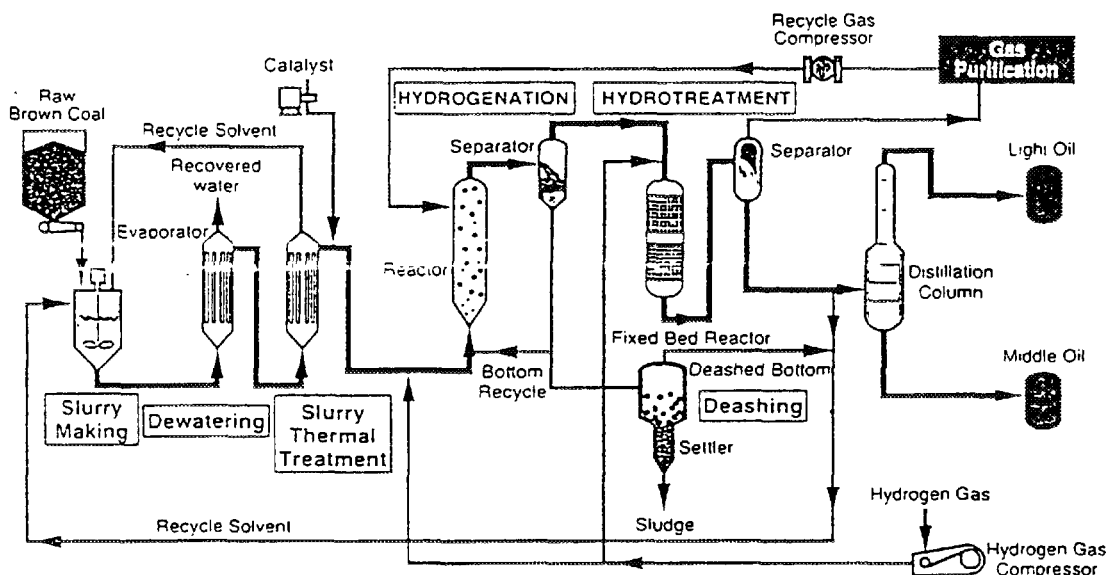 Recycle Gas
Compressor
Gas
Purification
Catalyst
HYDROGENATION
HYDROTREATMENT
Raw
Brown Coal
Recycle Solvent
Recovered
water
Separator
Separator
Light Oil
Evaporator
Reactor
Distillation
Column
Fixed Bed Reactor
Bottom
Recycle
Deashed Bottom
Middle Oil
Slurry
Making
Dewatering
Slurry
Thermal
Treatment
Deashing
Settler
Hydrogen Gas
Recycle Solvent
Sludge
Hydrogen Gas
Compressor